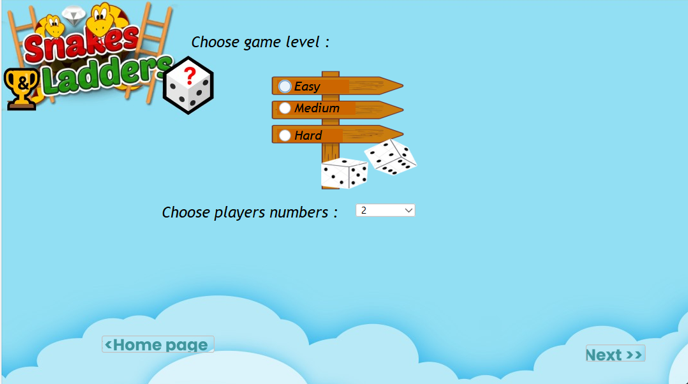 Snakes
& Ladders
?
Choose game level :
Easy
Medium
Hard
Choose players numbers :
2
<Home page
Next >>